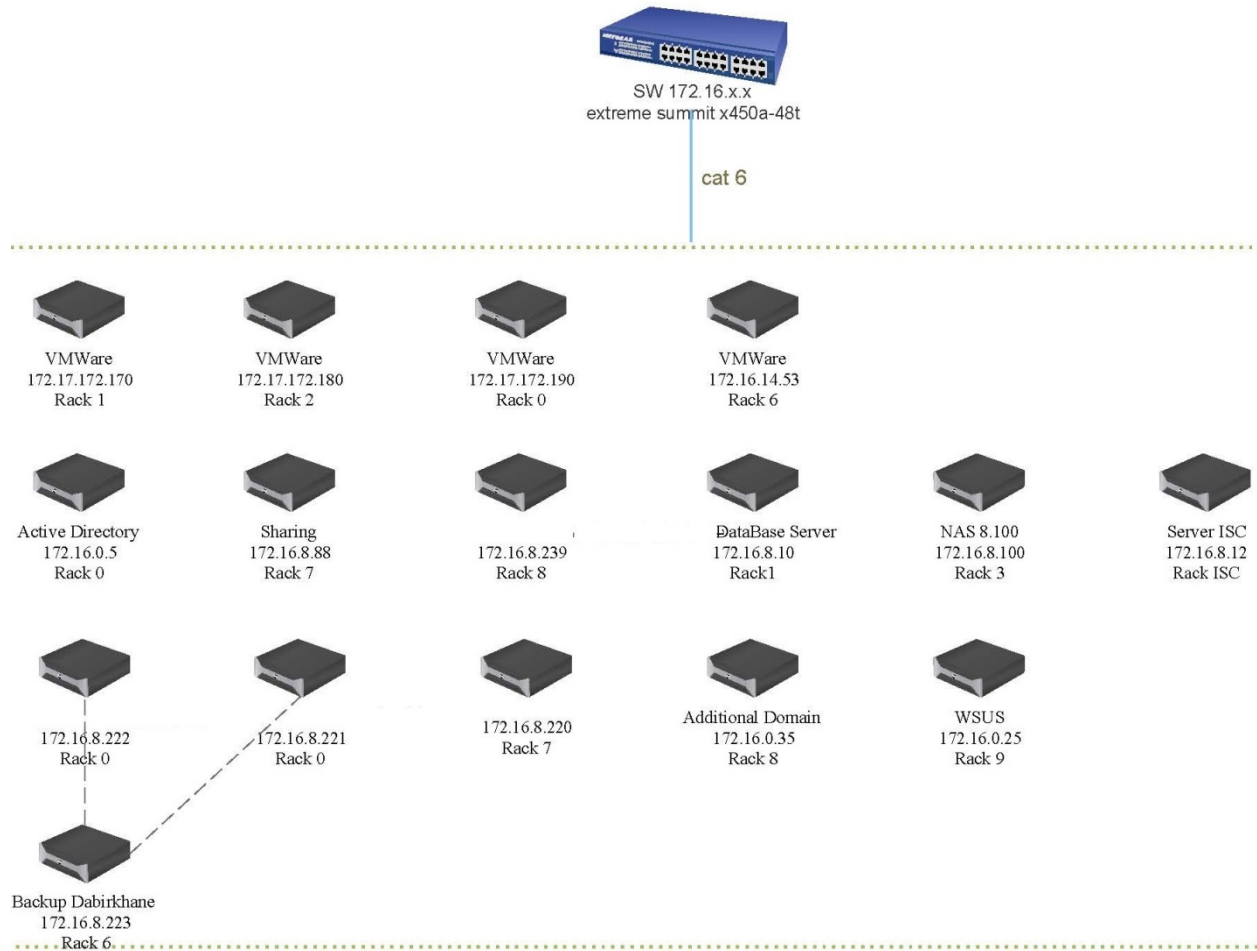 NETGEAR
SW 172.16.x.x
extreme summit x450a-48t
cat 6
VMWare
172.17.172.170
Rack 1
VMWare
172.17.172.180
Rack 2
VMWare
172.17.172.190
Rack 0
VMWare
172.16.14.53
Rack 6
Active Directory
172.16.0.5
Rack 0
Sharing
172.16.8.88
Rack 7
172.16.8.239
Rack 8
DataBase Server
172.16.8.10
Rack1
NAS 8.100
172.16.8.100
Rack 3
Server ISC
172.16.8.12
Rack ISC
172.16.8.222
Rack 0
172.16.8.221
Rack 0
172.16.8.220
Rack 7
Additional Domain
172.16.0.35
Rack 8
WSUS
172.16.0.25
Rack 9
Backup Dabirkhane
172.16.8.223
Rack 6